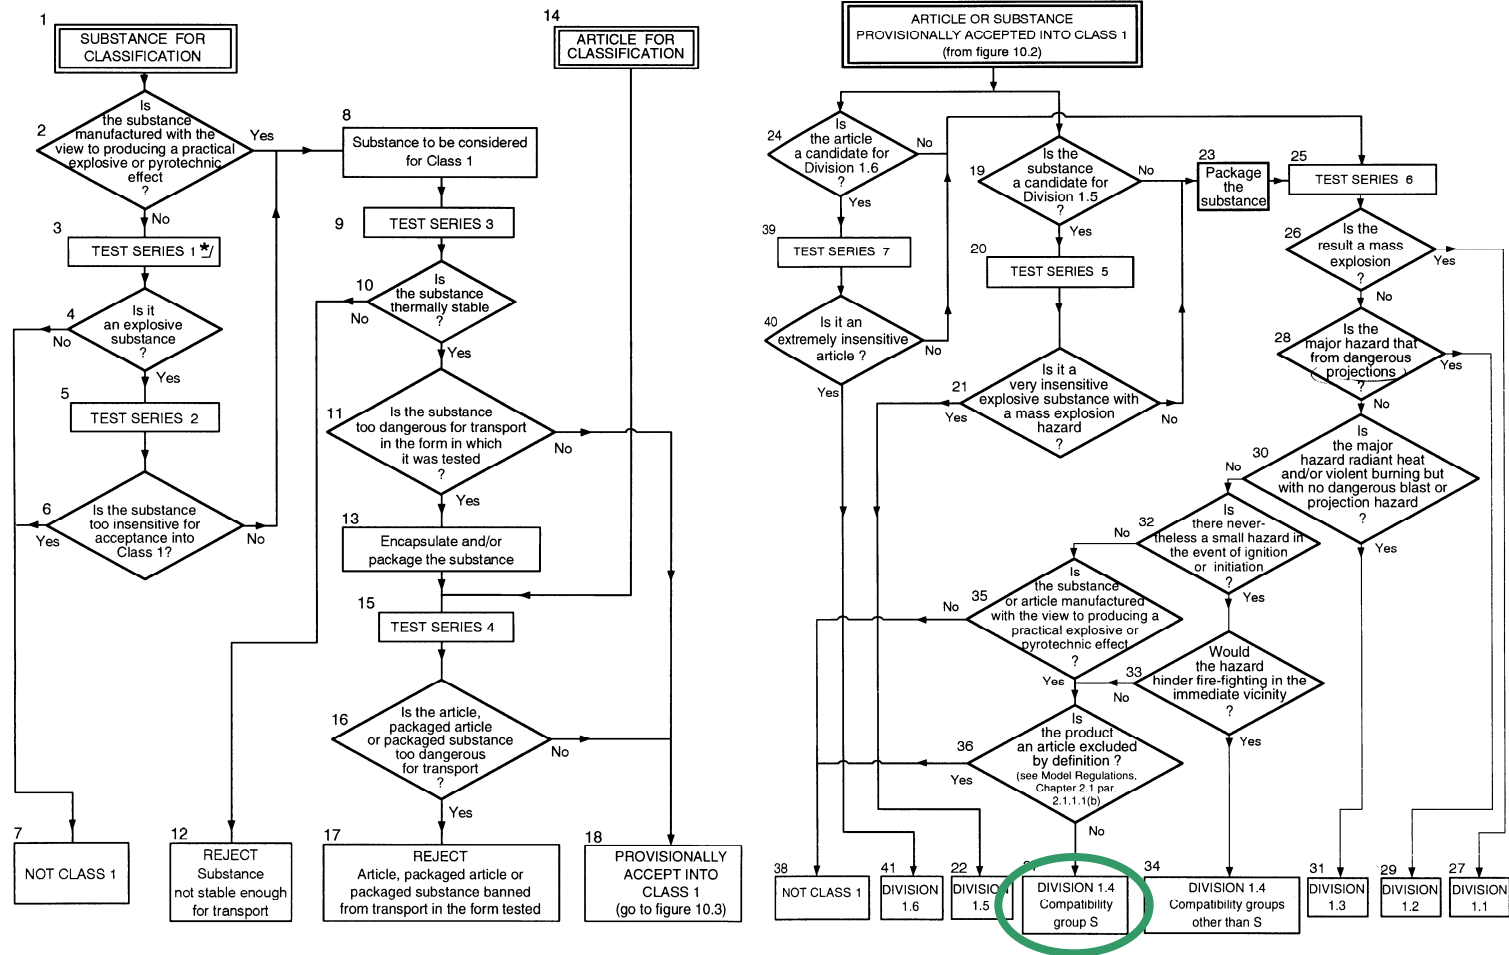 1
SUBSTANCE FOR
CLASSIFICATION
2
Is
the substance
manufactured with the
view to producing a practical
explosive or pyrotechnic
effect
?
Yes
No
3
TEST SERIES 1 */
4
Is it
an explosive
substance
?
No
Yes
5
TEST SERIES 2
6
Is the substance
too insensitive for
acceptance into
Class 1?
Yes
No
7
NOT CLASS 1
8
Substance to be considered
for Class 1
9
TEST SERIES 3
10
Is
the substance
thermally stable
?
No
Yes
11
Is the substance
too dangerous for transport
in the form in which
it was tested
?
No
Yes
12
REJECT
Substance
not stable enough
for transport
13
Encapsulate and/or
package the substance
14
ARTICLE FOR
CLASSIFICATION
15
TEST SERIES 4
16
Is the article,
packaged article
or packaged substance
too dangerous
for transport
?
No
Yes
17
REJECT
Article, packaged article or
packaged substance banned
from transport in the form tested
18
PROVISIONALLY
ACCEPT INTO
CLASS 1
(go to figure 10.3)
ARTICLE OR SUBSTANCE
PROVISIONALLY ACCEPTED INTO CLASS 1
(from figure 10.2)
24
Is
the article
a candidate for
Division 1.6
?
No
Yes
39
TEST SERIES 7
40
Is it an
extremely insensitive
article ?
No
Yes
19
Is the
substance
a candidate for
Division 1.5
?
No
Yes
20
TEST SERIES 5
21
Is it a
very insensitive
explosive substance with
a mass explosion
hazard
?
Yes
No
23
Package
the
substance
25
TEST SERIES 6
26
Is the
result a mass
explosion
?
Yes
No
28
Is the
major hazard that
from dangerous
projections
?
Yes
No
30
Is
the major
hazard radiant heat
and/or violent burning but
with no dangerous blast or
projection hazard
?
No
Yes
32
Is
there never-
theless a small hazard in
the event of ignition
or initiation
?
No
Yes
35
Is
the substance
or article manufactured
with the view to producing a
practical explosive or
pyrotechnic effect
?
No
Yes
33
Would
the hazard
hinder fire-fighting in the
immediate vicinity
?
No
Yes
36
Is
the product
an article excluded
by definition ?
(see Model Regulations,
Chapter 2.1 par.
2.1.1.1(b)
Yes
No
38
NOT CLASS 1
41
DIVISION
1.6
22
DIVISION
1.5
DIVISION 1.4
Compatibility
group S
34
DIVISION 1.4
Compatibility groups
other than S
31
DIVISION
1.3
29
DIVISION
1.2
27
DIVISION
1.1